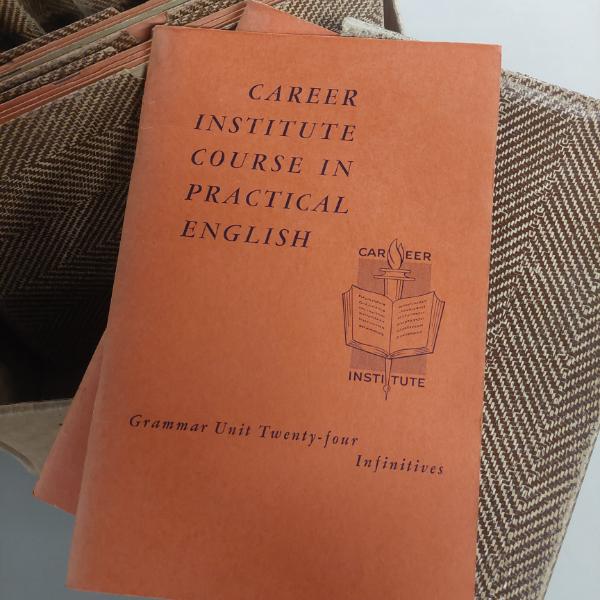 CAREER
INSTITUTE
COURSE IN
PRACTICAL
ENGLISH
CAREER
INSTITUTE
Grammar Unit Twenty-four
Infinitives